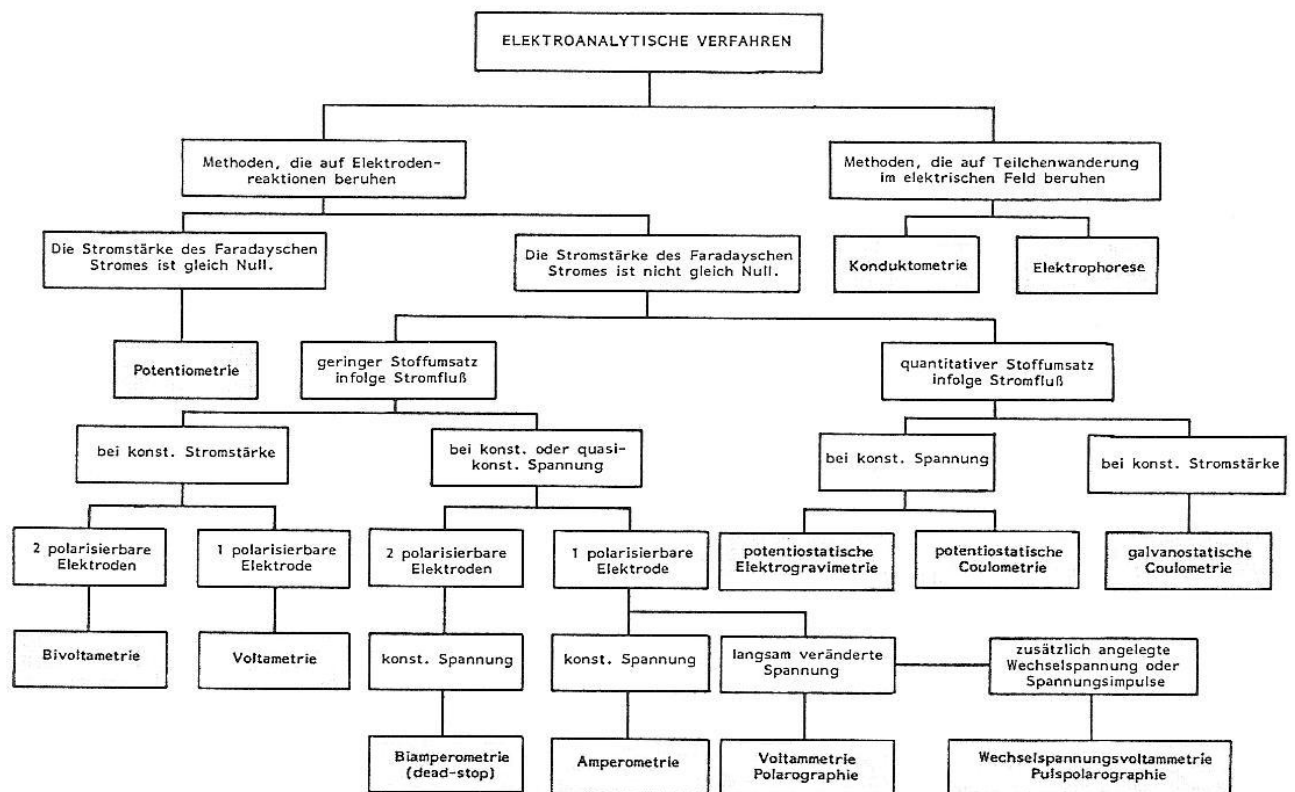 ELEKTROANALYTISCHE VERFAHREN
Methoden, die auf Elektroden-
reaktionen beruhen
Methoden, die auf Teilchenwanderung
im elektrischen Feld beruhen
Die Stromstärke des Faradayschen
Stromes ist gleich Null.
Die Stromstärke des Faradayschen
Stromes ist nicht gleich Null.
Konduktometrie
Elektrophorese
Potentiometrie
geringer Stoffumsatz
infolge Stromfluß
quantitativer Stoffumsatz
infolge Stromfluß
bei konst. Stromstärke
bei konst. oder quasi-
konst. Spannung
bei konst. Spannung
bei konst. Stromstärke
2 polarisierbare
Elektroden
1 polarisierbare
Elektrode
2 polarisierbare
Elektroden
1 polarisierbare
Elektrode
potentiostatische
Elektrogravimetrie
potentiostatische
Coulometrie
galvanostatische
Coulometrie
Bivoltametrie
Voltametrie
konst. Spannung
konst. Spannung
langsam veränderte
Spannung
zusätzlich angelegte
Wechselspannung oder
Spannungsimpulse
Biamperometrie
(dead-stop)
Amperometrie
Voltammetrie
Polarographie
Wechselspannungsvoltammetrie
Pulspolarographie